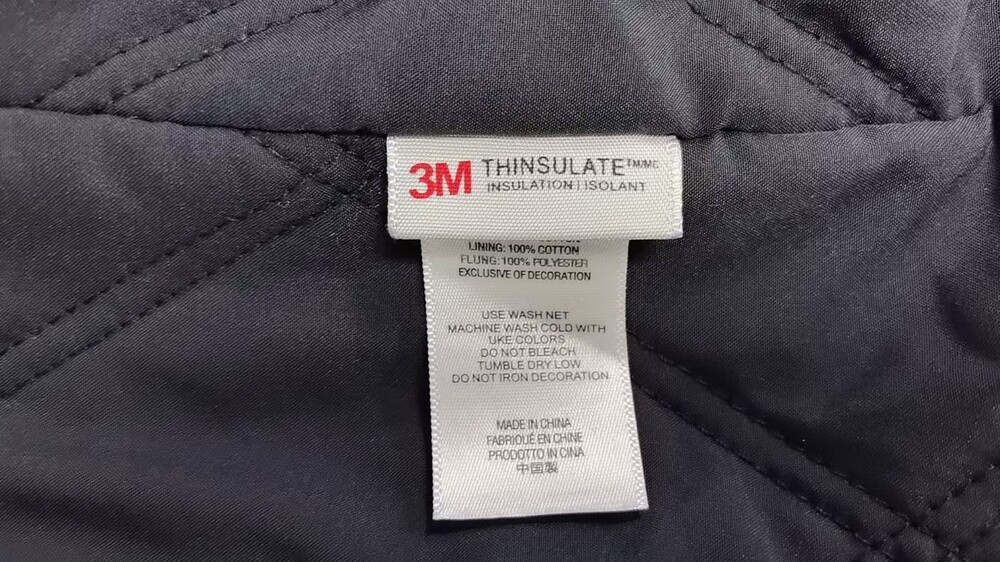 3M THINSULATE™/MC
INSULATION | ISOLANT
LINING: 100% COTTON
FLUNG: 100% POLYESTER
EXCLUSIVE OF DECORATION
USE WASH NET
MACHINE WASH COLD WITH
UKE COLORS
DO NOT BLEACH
TUMBLE DRY LOW
DO NOT IRON DECORATION
MADE IN CHINA
FABRIQUÉ EN CHINE
PRODOTTO IN CINA
中国製